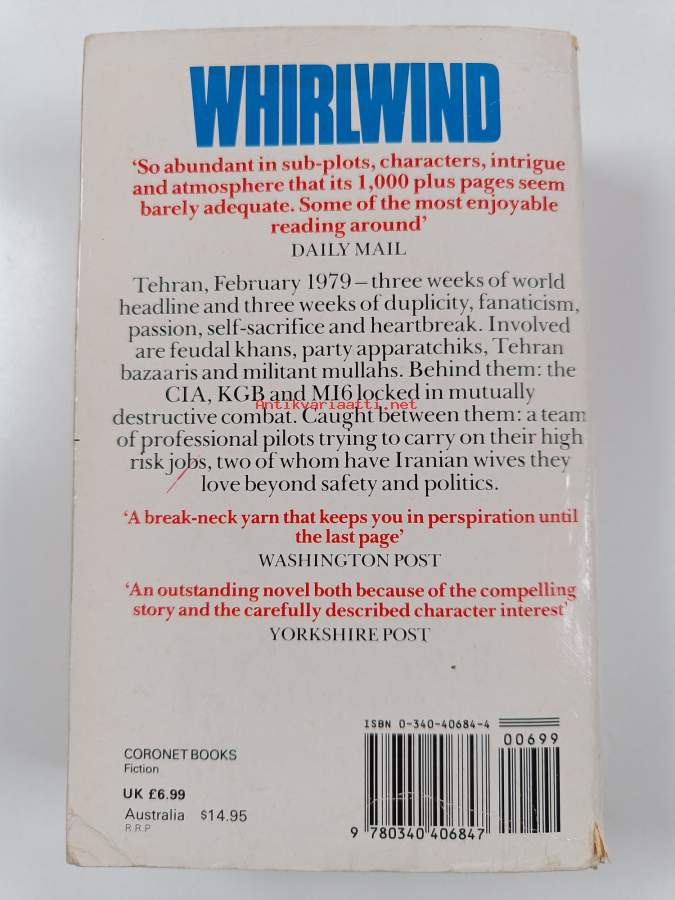 WHIRLWIND
‘So abundant in sub-plots, characters, intrigue
and atmosphere that its 1,000 plus pages seem
barely adequate. Some of the most enjoyable
reading around’
DAILY MAIL
Tehran, February 1979 – three weeks of world
headline and three weeks of duplicity, fanaticism,
passion, self-sacrifice and heartbreak. Involved
are feudal khans, party apparatchiks, Tehran
bazaaris and militant mullahs. Behind them: the
CIA, KGB and MI6 locked in mutually
Antikvariaatti.net
destructive combat. Caught between them: a team
of professional pilots trying to carry on their high
risk jobs, two of whom have Iranian wives they
love beyond safety and politics.
‘A break-neck yarn that keeps you in perspiration until
the last page’
WASHINGTON POST
‘An outstanding novel both because of the compelling
story and the carefully described character interest’
YORKSHIRE POST
ISBN 0-340-40684-4
00699
CORONET BOOKS
Fiction
UK £6.99
Australia $14.95
R.R.P
9 780340 406847